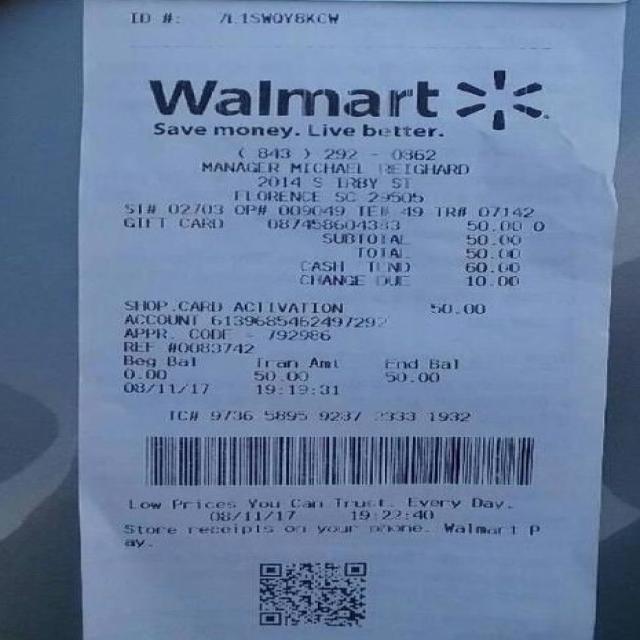 ID #: 7L1SWQY8KCW
Walmart
Save money. Live better.
( 843 ) 292 - 0862
MANAGER MICHAEL REIGHARD
2014 S IRBY ST
FLORENCE SC 29505
ST# 02703 OP# 009049 TE# 49 TR# 07142
GIFT CARD 087458604383 50.00 O
SUBTOTAL 50.00
TOTAL 50.00
CASH TEND 60.00
CHANGE DUE 10.00
SHOP CARD ACTIVATION 50.00
ACCOUNT 6139685462497292
APPR. CODE - 792986
REF #0083742
Beg Bal Tran Amt End Bal
0.00 50.00 50.00
08/11/17 19:19:31
TC# 9736 5895 9237 2333 1932
Low Prices You Can Trust. Every Day.
08/11/17 19:22:40
Store receipts on your phone. Walmart P
ay.